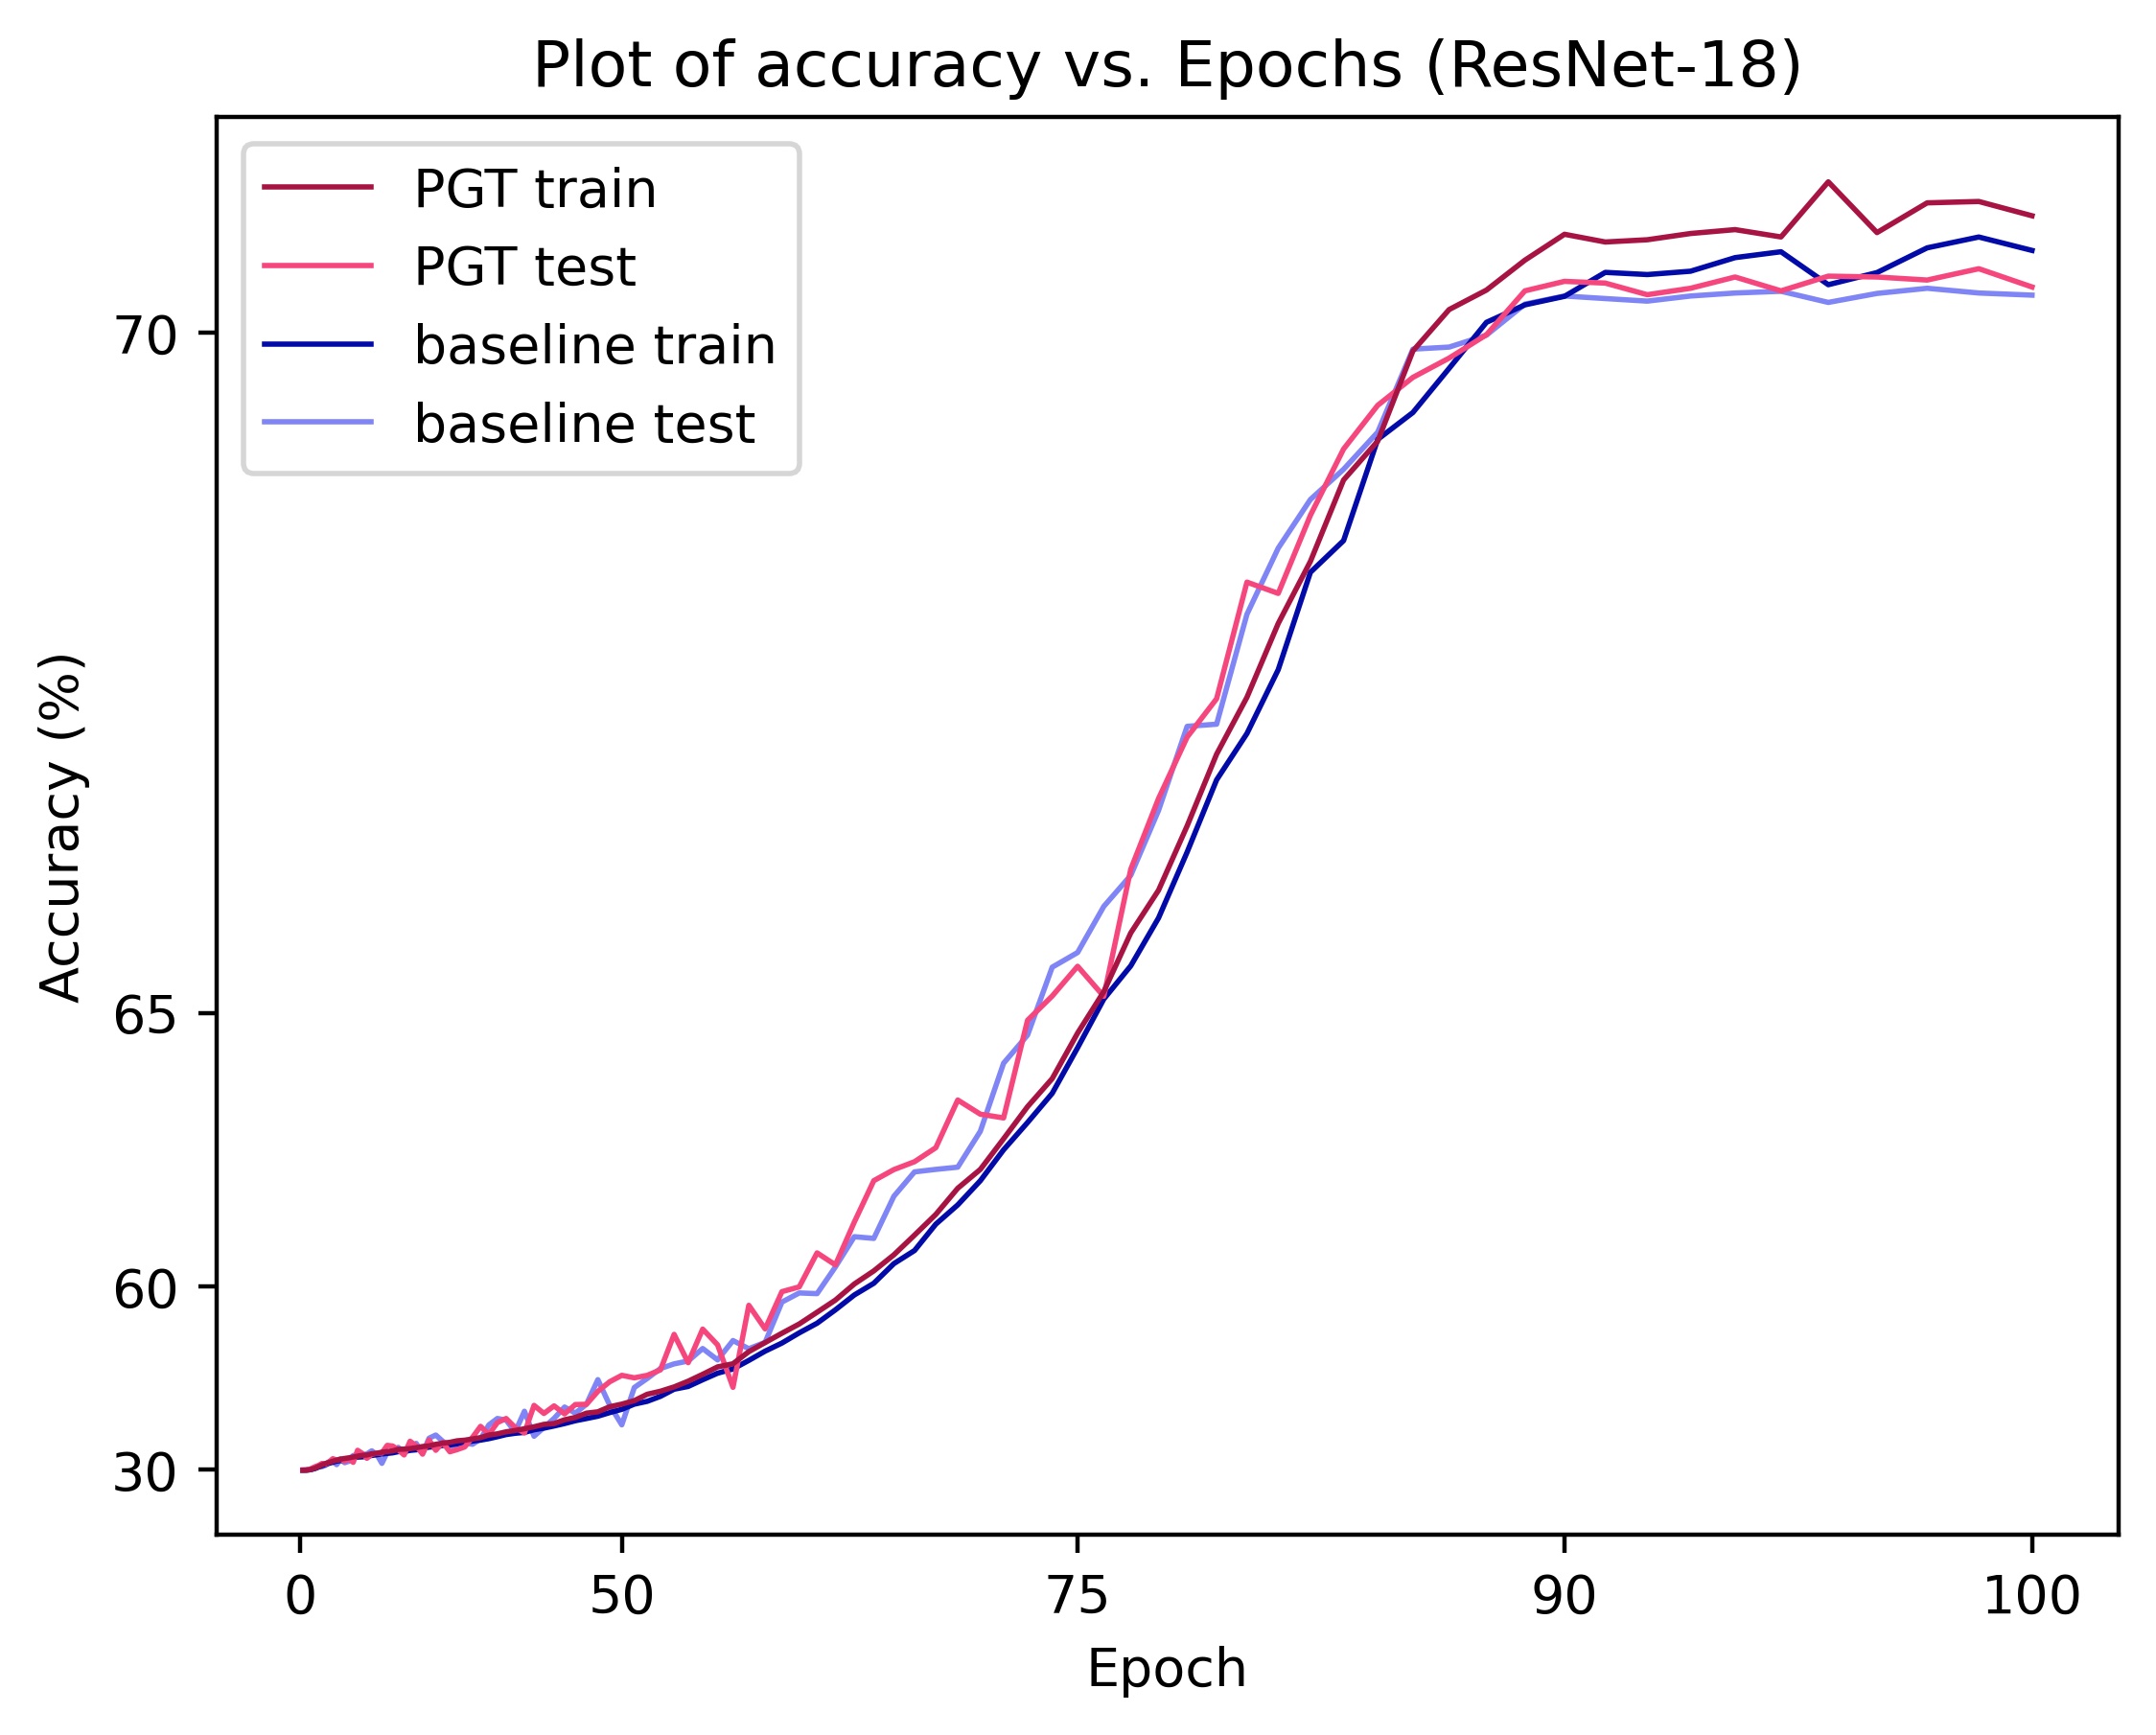 Plot of accuracy vs. Epochs (ResNet-18)
PGT train
PGT test
baseline train
baseline test
Accuracy (%)
70
65
60
30
0 50 75 90 100
Epoch